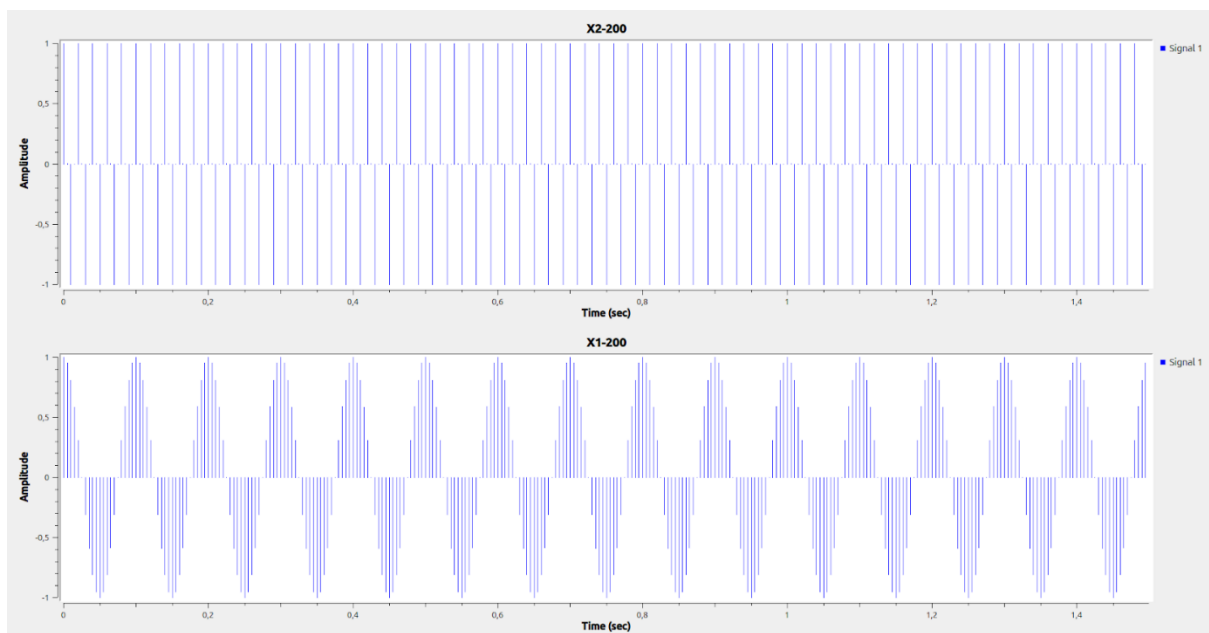 X2-200
Signal 1
1
0,5
0
-0,5
-1
Amplitude
0 0,2 0,4 0,6 0,8 1 1,2 1,4
Time (sec)
X1-200
Signal 1
1
0,5
0
-0,5
-1
Amplitude
0 0,2 0,4 0,6 0,8 1 1,2 1,4
Time (sec)